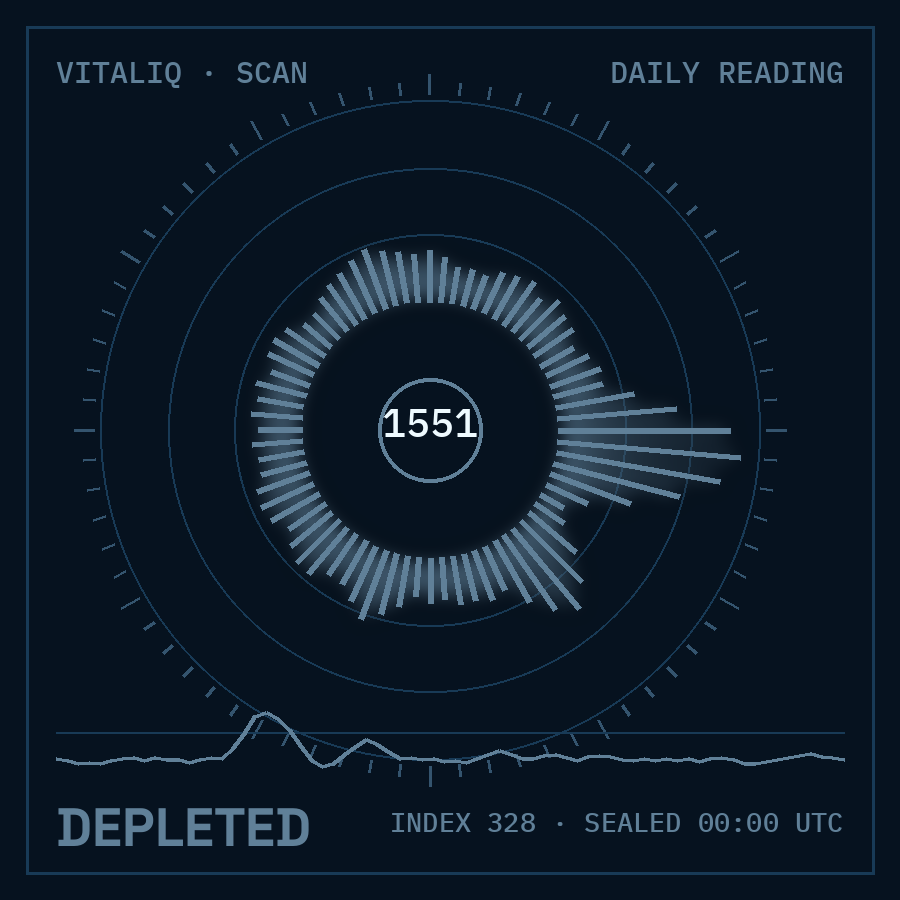 VITALIQ · SCAN
DAILY READING
1551
DEPLETED
INDEX 328 · SEALED 00:00 UTC